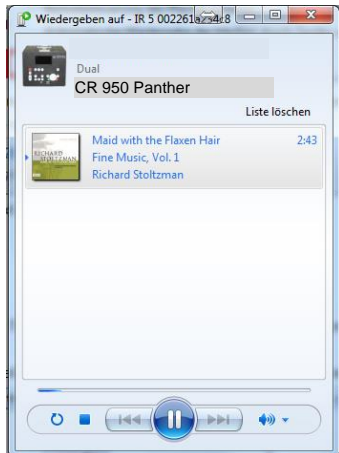 Wiedergeben auf - IR 5 002261
Dual
CR 950 Panther
Liste löschen
Maid with the Flaxen Hair 2:43
Fine Music, Vol. 1
Richard Stoltzman
RICHARD
STOLTZMAN